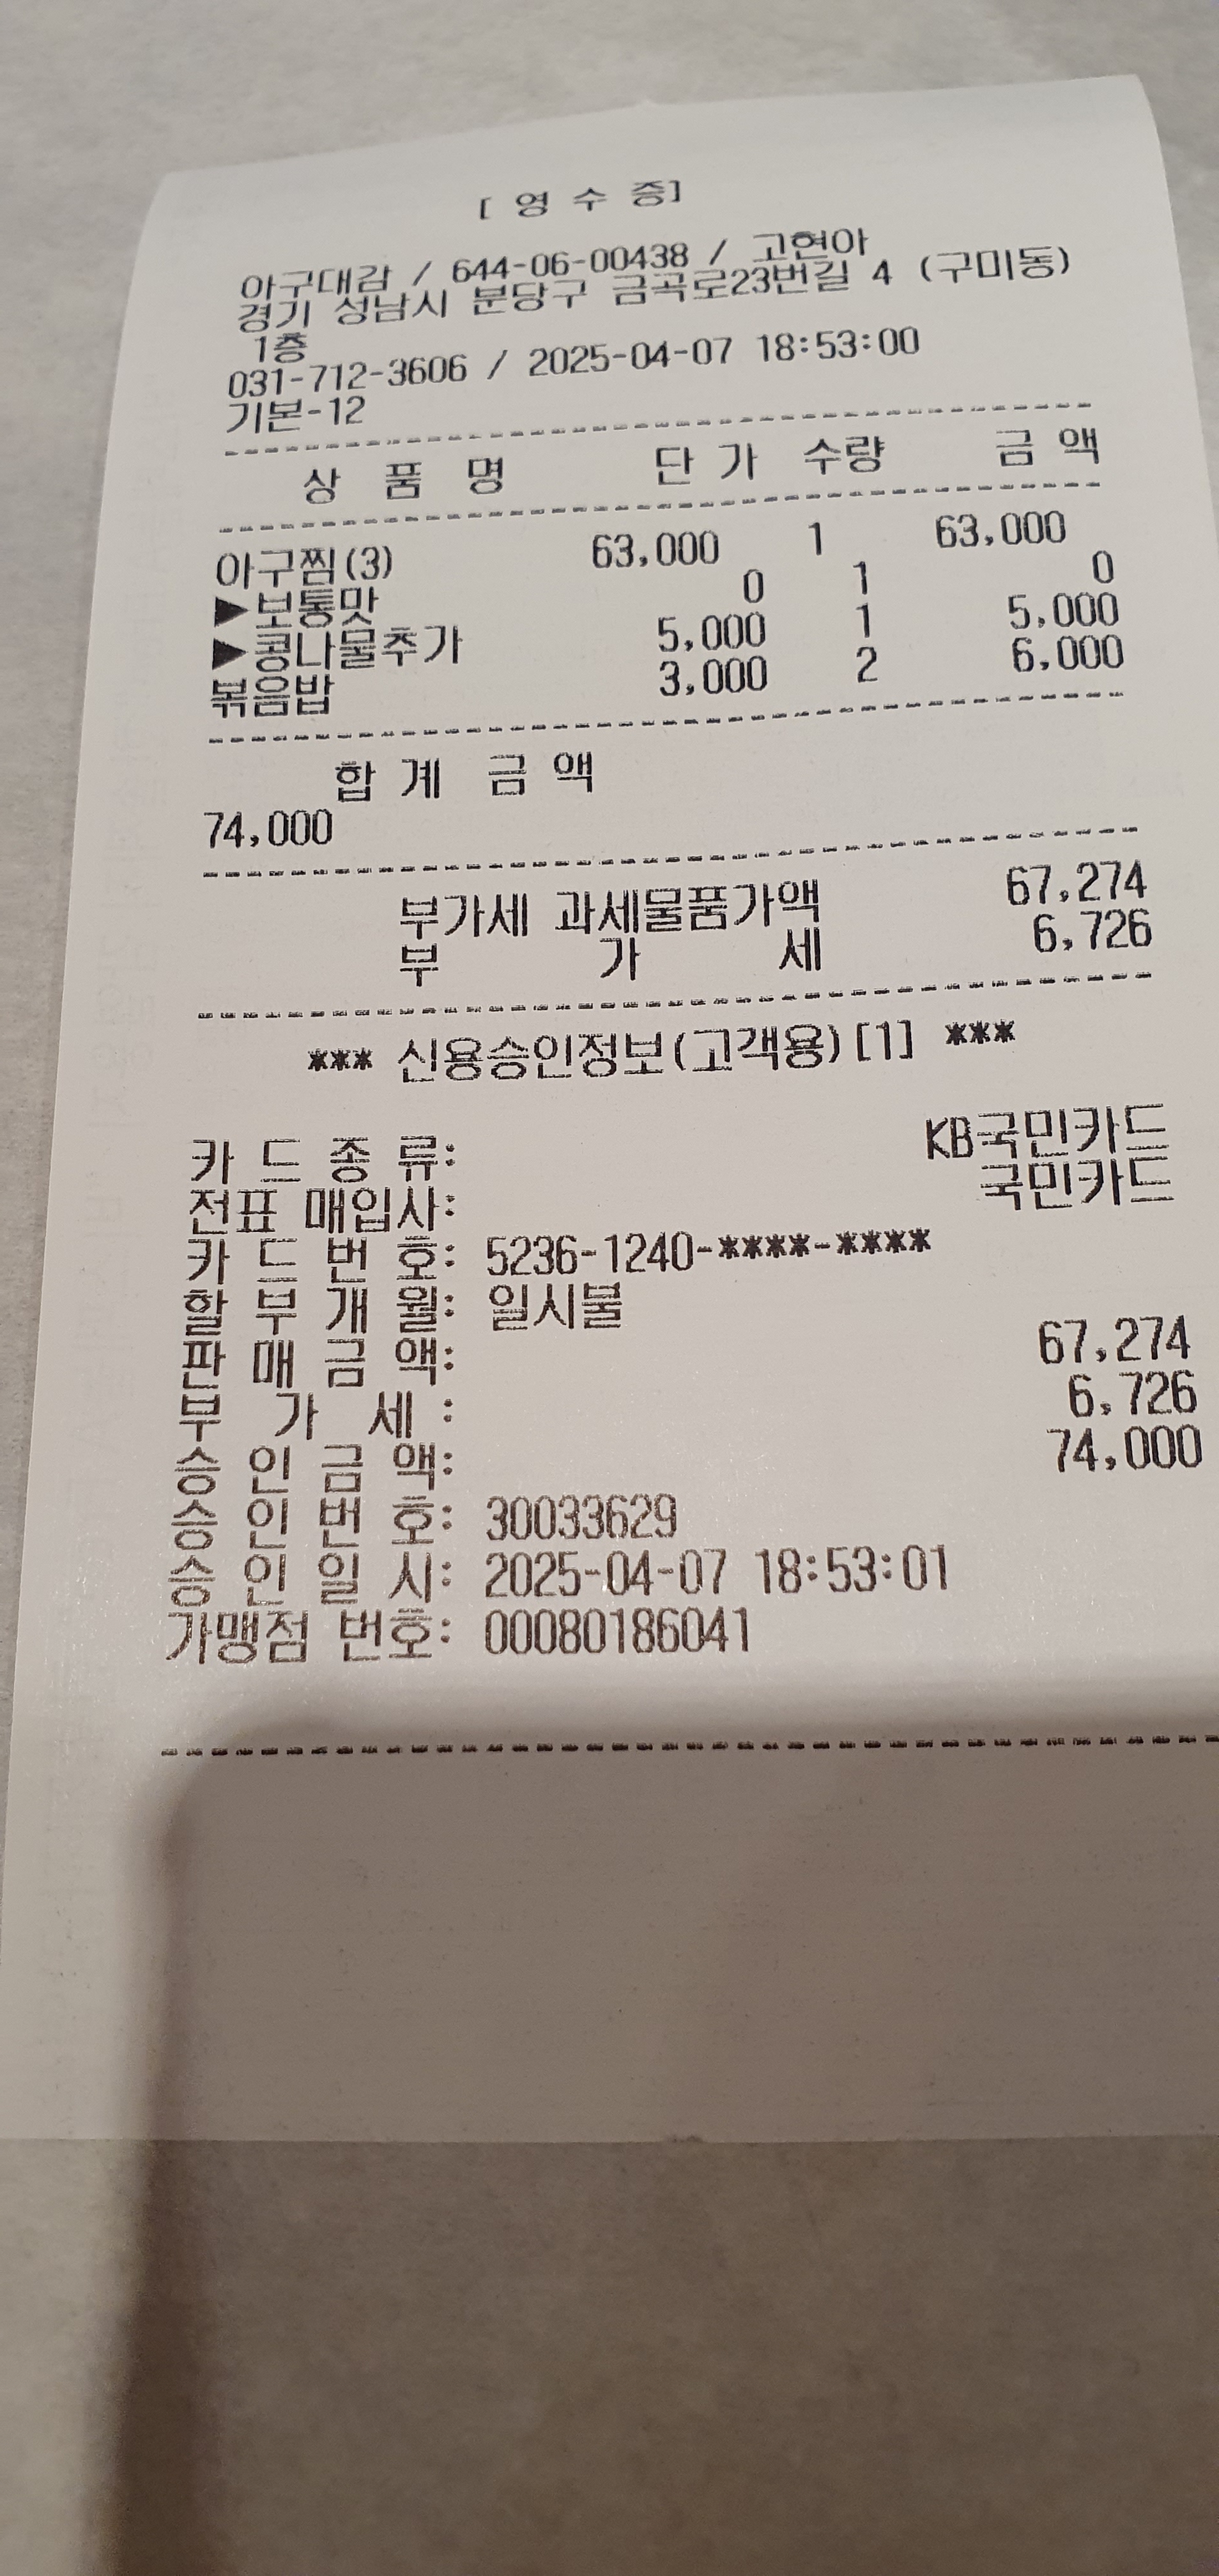 [ 영 수 증]
아구대감 / 644-06-00438 / 고현아
경기 성남시 분당구 금곡로23번길 4 (구미동)
1층
031-712-3606 / 2025-04-07 18:53:00
기본-12
상 품 명 단 가 수량 금 액
아구찜(3) 63,000 1 63,000
▶보통맛 0 1 0
▶콩나물추가 5,000 1 5,000
볶음밥 3,000 2 6,000
합 계 금 액
74,000
부가세 과세물품가액 67,274
부 가 세 6,726
*** 신용승인정보(고객용)[1] ***
카 드 종 류: KB국민카드
전표 매입사: 국민카드
카 드 번 호: 5236-1240-****-****
할 부 개 월: 일시불
판 매 금 액: 67,274
부 가 세 : 6,726
승 인 금 액: 74,000
승 인 번 호: 30033629
승 인 일 시: 2025-04-07 18:53:01
가맹점 번호: 00080186041